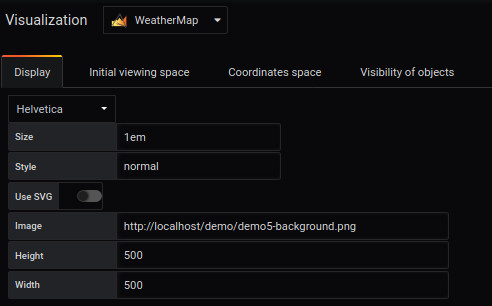 Visualization WeatherMap
Display Initial viewing space Coordinates space Visibility of objects
Helvetica
Size 1em
Style normal
Use SVG
Image http://localhost/demo/demo5-background.png
Height 500
Width 500